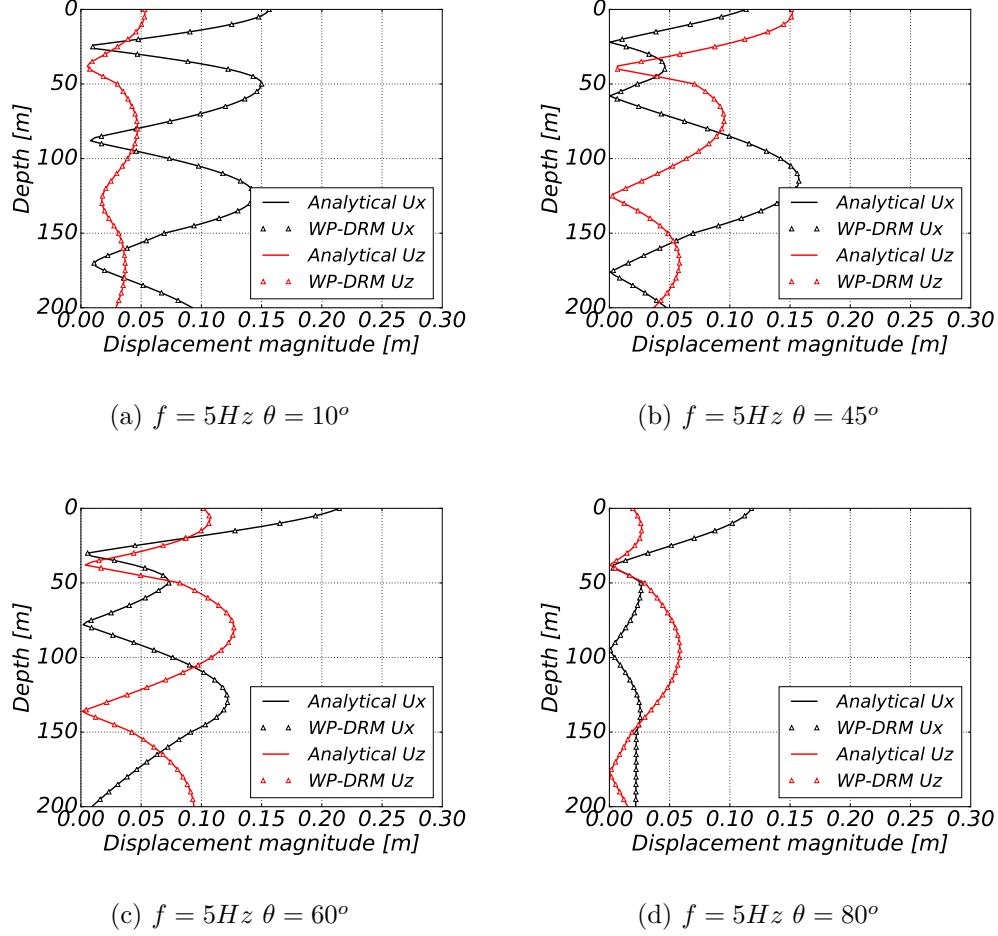 0
50
100
150
200
0.00 0.05 0.10 0.15 0.20 0.25 0.30
Depth [m]
Displacement magnitude [m]
Analytical Ux
WP-DRM Ux
Analytical Uz
WP-DRM Uz
(a) f = 5Hz θ = 10°
0
50
100
150
200
0.00 0.05 0.10 0.15 0.20 0.25 0.30
Depth [m]
Displacement magnitude [m]
Analytical Ux
WP-DRM Ux
Analytical Uz
WP-DRM Uz
(b) f = 5Hz θ = 45°
0
50
100
150
200
0.00 0.05 0.10 0.15 0.20 0.25 0.30
Depth [m]
Displacement magnitude [m]
Analytical Ux
WP-DRM Ux
Analytical Uz
WP-DRM Uz
(c) f = 5Hz θ = 60°
0
50
100
150
200
0.00 0.05 0.10 0.15 0.20 0.25 0.30
Depth [m]
Displacement magnitude [m]
Analytical Ux
WP-DRM Ux
Analytical Uz
WP-DRM Uz
(d) f = 5Hz θ = 80°